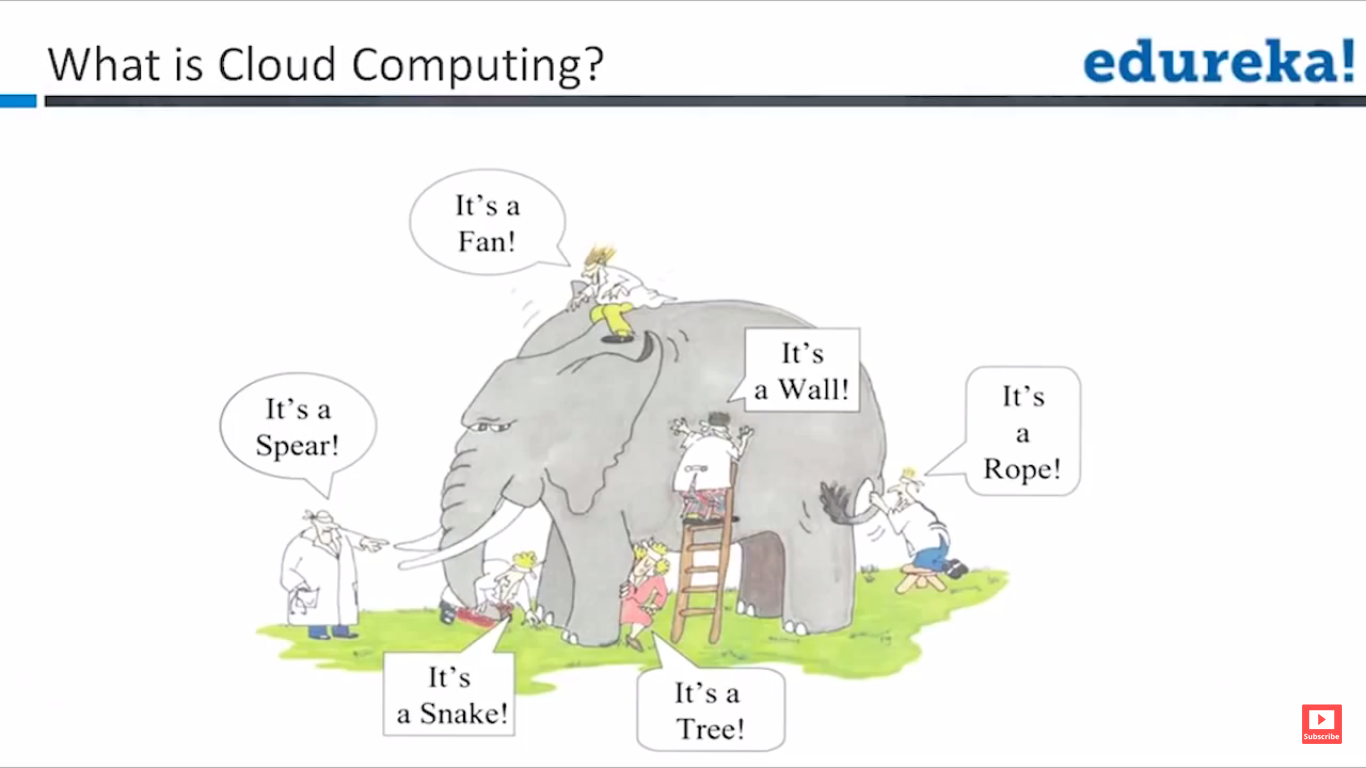 What is Cloud Computing?
edureka!
It's a
Fan!
It's
a Wall!
It's
a
Rope!
It's a
Spear!
It's
a Snake!
It's a
Tree!
Subscribe